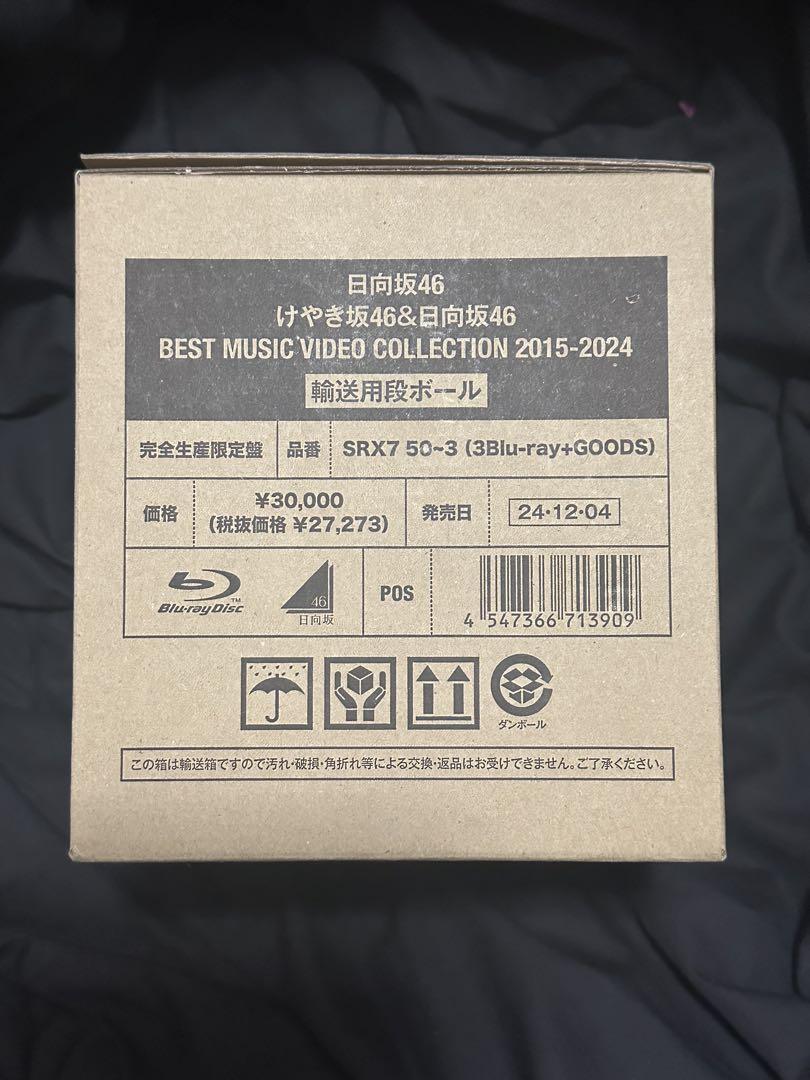 日向坂46
けやき坂46&日向坂46
BEST MUSIC VIDEO COLLECTION 2015-2024
輸送用段ボール
完全生産限定盤 品番 SRX7 50~3 (3Blu-ray+GOODS)
価格 ¥30,000 (税抜価格 ¥27,273) 発売日 24・12・04
Blu-ray Disc™ 46 日向坂 POS 4 547366 713909
ダンボール
この箱は輸送箱ですので汚れ・破損・角折れ等による交換・返品はお受けできません。ご了承ください。